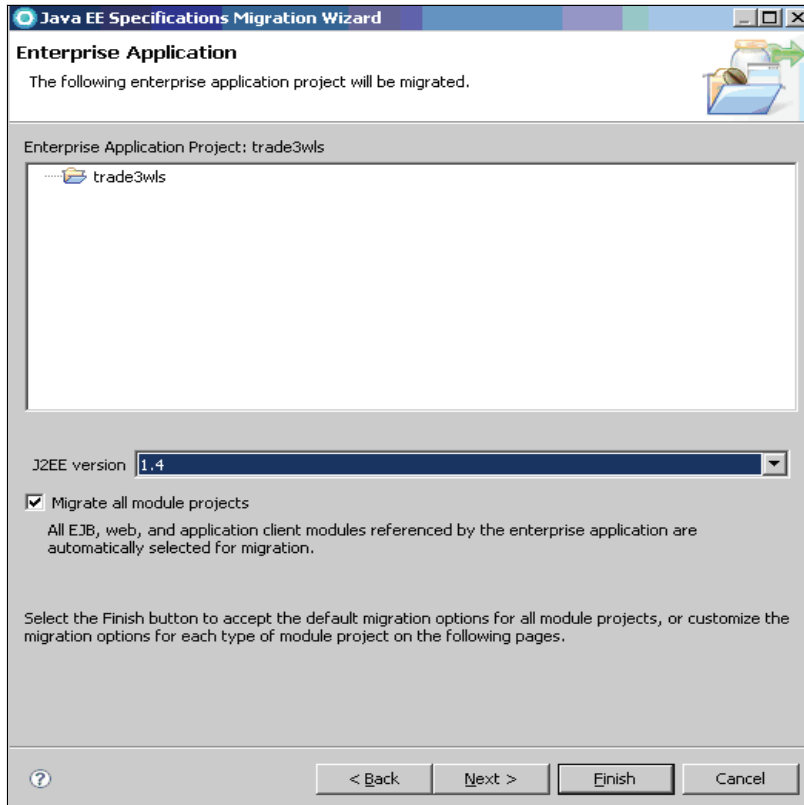 Java EE Specifications Migration Wizard
Enterprise Application
The following enterprise application project will be migrated.
Enterprise Application Project: trade3wls
trade3wls
J2EE version 1.4
Migrate all module projects
All EJB, web, and application client modules referenced by the enterprise application are
automatically selected for migration.
Select the Finish button to accept the default migration options for all module projects, or customize the
migration options for each type of module project on the following pages.
? < Back Next > Finish Cancel